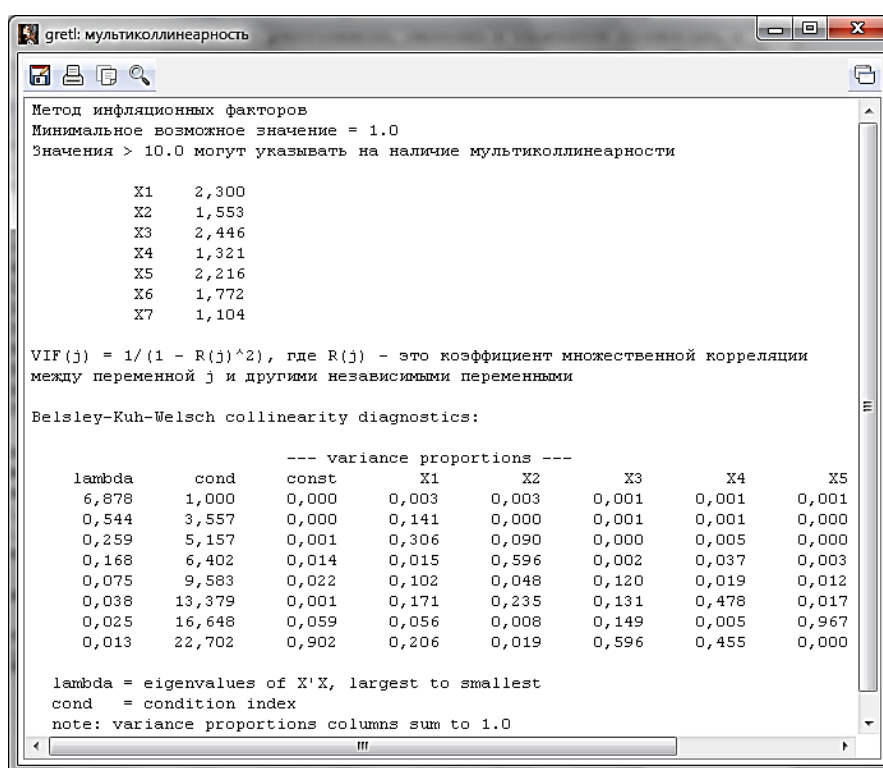 gretl: мультиколлинеарность
Метод инфляционных факторов
Минимальное возможное значение = 1.0
Значения > 10.0 могут указывать на наличие мультиколлинеарности
X1 2,300
X2 1,553
X3 2,446
X4 1,321
X5 2,216
X6 1,772
X7 1,104
VIF(j) = 1/(1 - R(j)^2), где R(j) - это коэффициент множественной корреляции
между переменной j и другими независимыми переменными
Belsley-Kuh-Welsch collinearity diagnostics:
--- variance proportions ---
lambda cond const X1 X2 X3 X4 X5
6,878 1,000 0,000 0,003 0,003 0,001 0,001 0,001
0,544 3,557 0,000 0,141 0,000 0,001 0,001 0,000
0,259 5,157 0,001 0,306 0,090 0,000 0,005 0,000
0,168 6,402 0,014 0,015 0,596 0,002 0,037 0,003
0,075 9,583 0,022 0,102 0,048 0,120 0,019 0,012
0,038 13,379 0,001 0,171 0,235 0,131 0,478 0,017
0,025 16,648 0,059 0,056 0,008 0,149 0,005 0,967
0,013 22,702 0,902 0,206 0,019 0,596 0,455 0,000
lambda = eigenvalues of X'X, largest to smallest
cond = condition index
note: variance proportions columns sum to 1.0